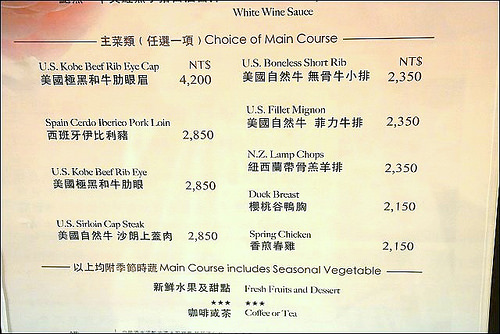 White Wine Sauce
主菜類 ( 任選一項 ) Choice of Main Course
U.S. Kobe Beef Rib Eye Cap NT$
美國極黑和牛肋眼眉 4,200
Spain Cerdo Iberico Pork Loin
西班牙伊比利豬 2,850
U.S. Kobe Beef Rib Eye
美國極黑和牛肋眼 2,850
U.S. Sirloin Cap Steak
美國自然牛 沙朗上蓋肉 2,850
U.S. Boneless Short Rib NT$
美國自然牛 無骨牛小排 2,350
U.S. Fillet Mignon
美國自然牛 菲力牛排 2,350
N.Z. Lamp Chops
紐西蘭帶骨羔羊排 2,350
Duck Breast
櫻桃谷鴨胸 2,150
Spring Chicken
香煎春雞 2,150
以上均附季節時蔬 Main Course includes Seasonal Vegetable
新鮮水果及甜點 Fresh Fruits and Dessert
*** ***
咖啡或茶 Coffee or Tea